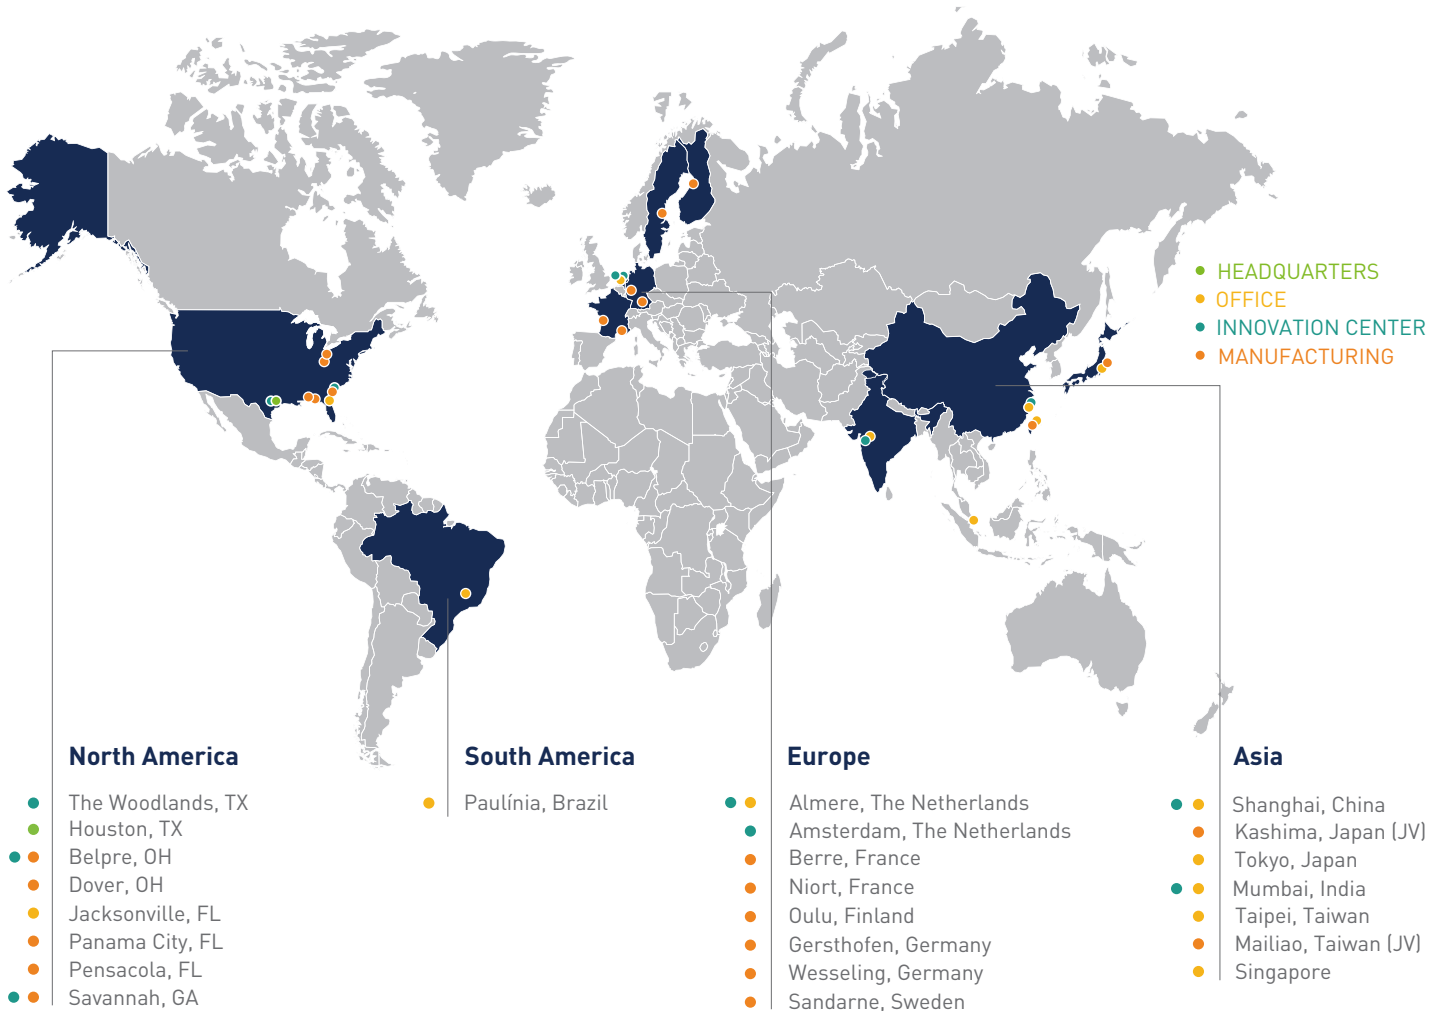 HEADQUARTERS
OFFICE
INNOVATION CENTER
MANUFACTURING
North America
The Woodlands, TX
Houston, TX
Belpre, OH
Dover, OH
Jacksonville, FL
Panama City, FL
Pensacola, FL
Savannah, GA
South America
Paulínia, Brazil
Europe
Almere, The Netherlands
Amsterdam, The Netherlands
Berre, France
Niort, France
Oulu, Finland
Gersthofen, Germany
Wesseling, Germany
Sandarne, Sweden
Asia
Shanghai, China
Kashima, Japan (JV)
Tokyo, Japan
Mumbai, India
Taipei, Taiwan
Mailiao, Taiwan (JV)
Singapore